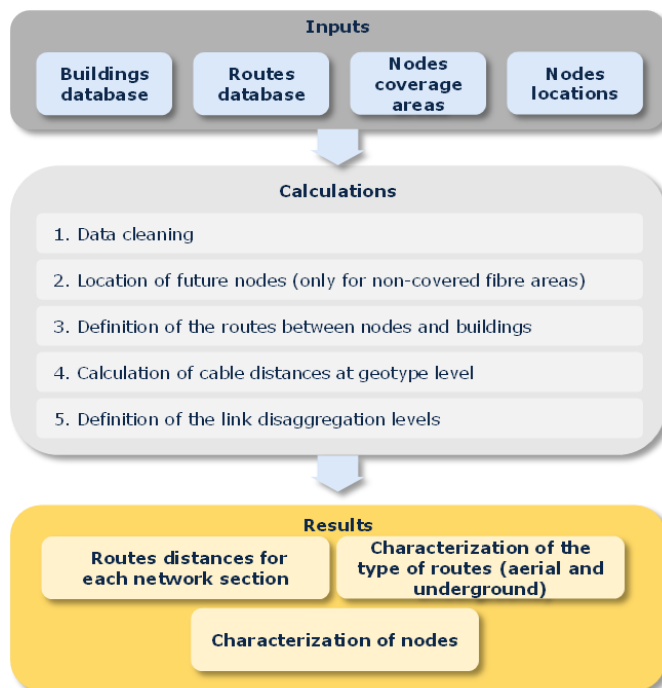 Inputs
Buildings
database
Routes
database
Nodes
coverage
areas
Nodes
locations
Calculations
1. Data cleaning
2. Location of future nodes (only for non-covered fibre areas)
3. Definition of the routes between nodes and buildings
4. Calculation of cable distances at geotype level
5. Definition of the link disaggregation levels
Results
Routes distances for
each network section
Characterization of the
type of routes (aerial and
underground)
Characterization of nodes